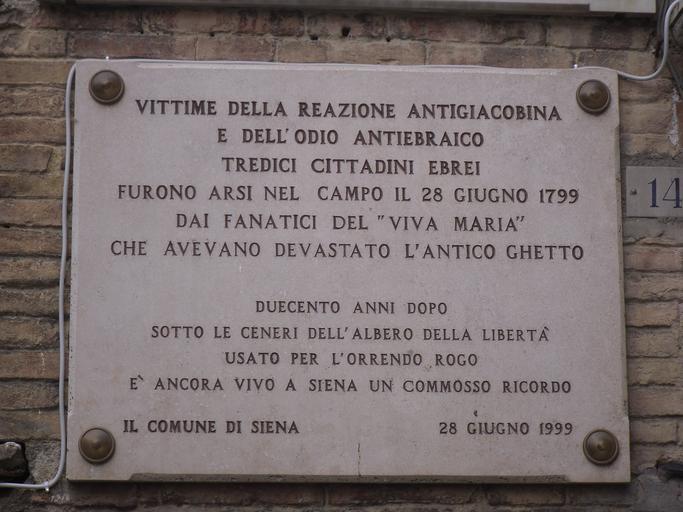 VITTIME DELLA REAZIONE ANTIGIACOBINA
E DELL'ODIO ANTIEBRAICO
TREDICI CITTADINI EBREI
FURONO ARSI NEL CAMPO IL 28 GIUGNO 1799
DAI FANATICI DEL "VIVA MARIA"
CHE AVEVANO DEVASTATO L'ANTICO GHETTO
DUECENTO ANNI DOPO
SOTTO LE CENERI DELL'ALBERO DELLA LIBERTÀ
USATO PER L'ORRENDO ROGO
È ANCORA VIVO A SIENA UN COMMOSSO RICORDO
IL COMUNE DI SIENA 28 GIUGNO 1999
14